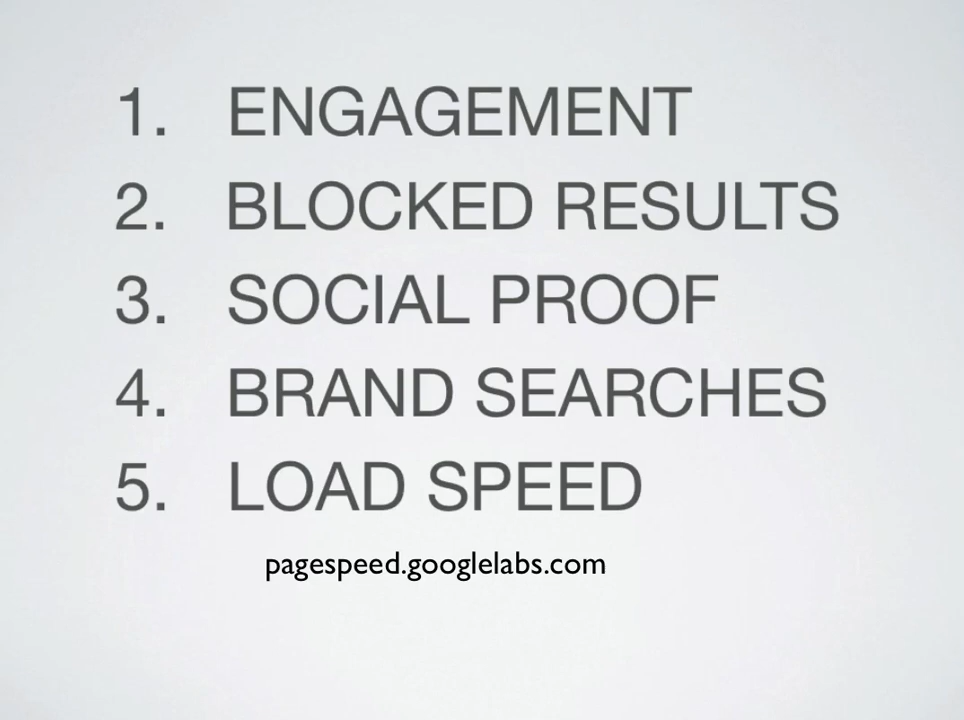 1. ENGAGEMENT
2. BLOCKED RESULTS
3. SOCIAL PROOF
4. BRAND SEARCHES
5. LOAD SPEED
pagespeed.googlelabs.com